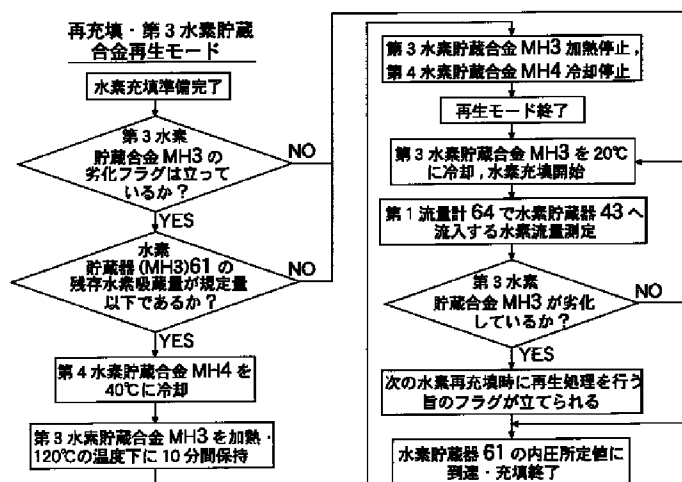 再充填・第3水素貯蔵
合金再生モード
水素充填準備完了
第3水素
貯蔵合金MH3の
劣化フラグは立って
いるか?
NO
YES
水素
貯蔵器(MH3)61の
残存水素吸蔵量が規定量
以下であるか?
NO
YES
第4水素貯蔵合金MH4を
40℃に冷却
第3水素貯蔵合金MH3を加熱・
120℃の温度下に10分間保持
第3水素貯蔵合金MH3加熱停止,
第4水素貯蔵合金MH4冷却停止
再生モード終了
第3水素貯蔵合金MH3を20℃
に冷却,水素充填開始
第1流量計64で水素貯蔵器43へ
流入する水素流量測定
第3水素
貯蔵合金MH3が劣化
しているか?
NO
YES
次の水素再充填時に再生処理を行う
旨のフラグが立てられる
水素貯蔵器61の内圧所定値に
到達・充填終了